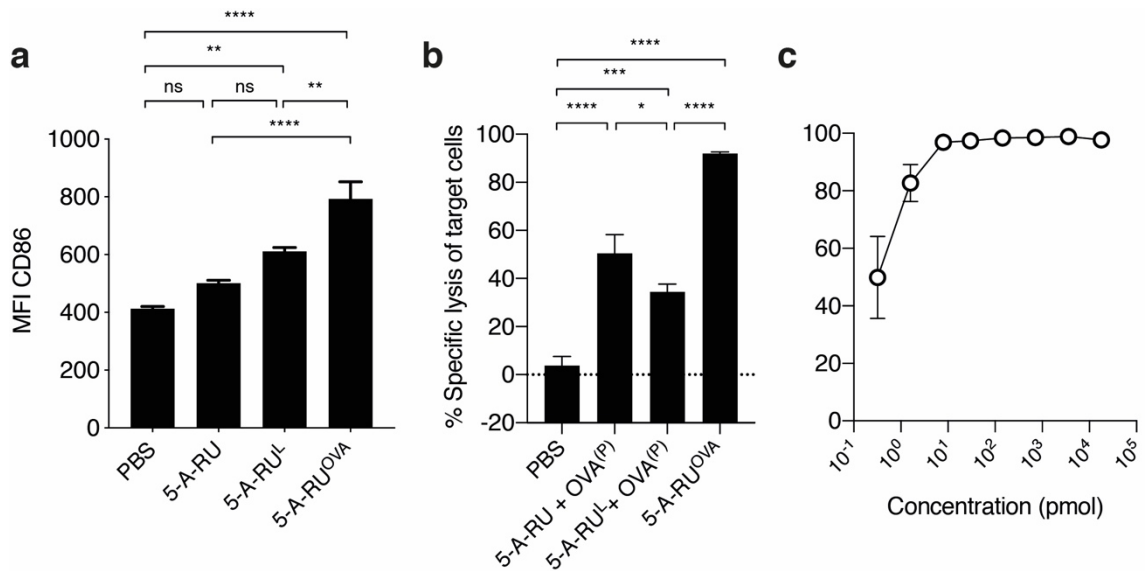 a
****
**
ns ns **
****
MFI CD86
1000
800
600
400
200
0
PBS
5-A-RU
5-A-RU^L
5-A-RU^OVA
b
****
***
**** * ****
% Specific lysis of target cells
100
80
60
40
20
0
-20
PBS
5-A-RU + OVA^(P)
5-A-RU^L+ OVA^(P)
5-A-RU^OVA
c
100
80
60
40
20
0
10^-1
10^0
10^1
10^2
10^3
10^4
10^5
Concentration (pmol)